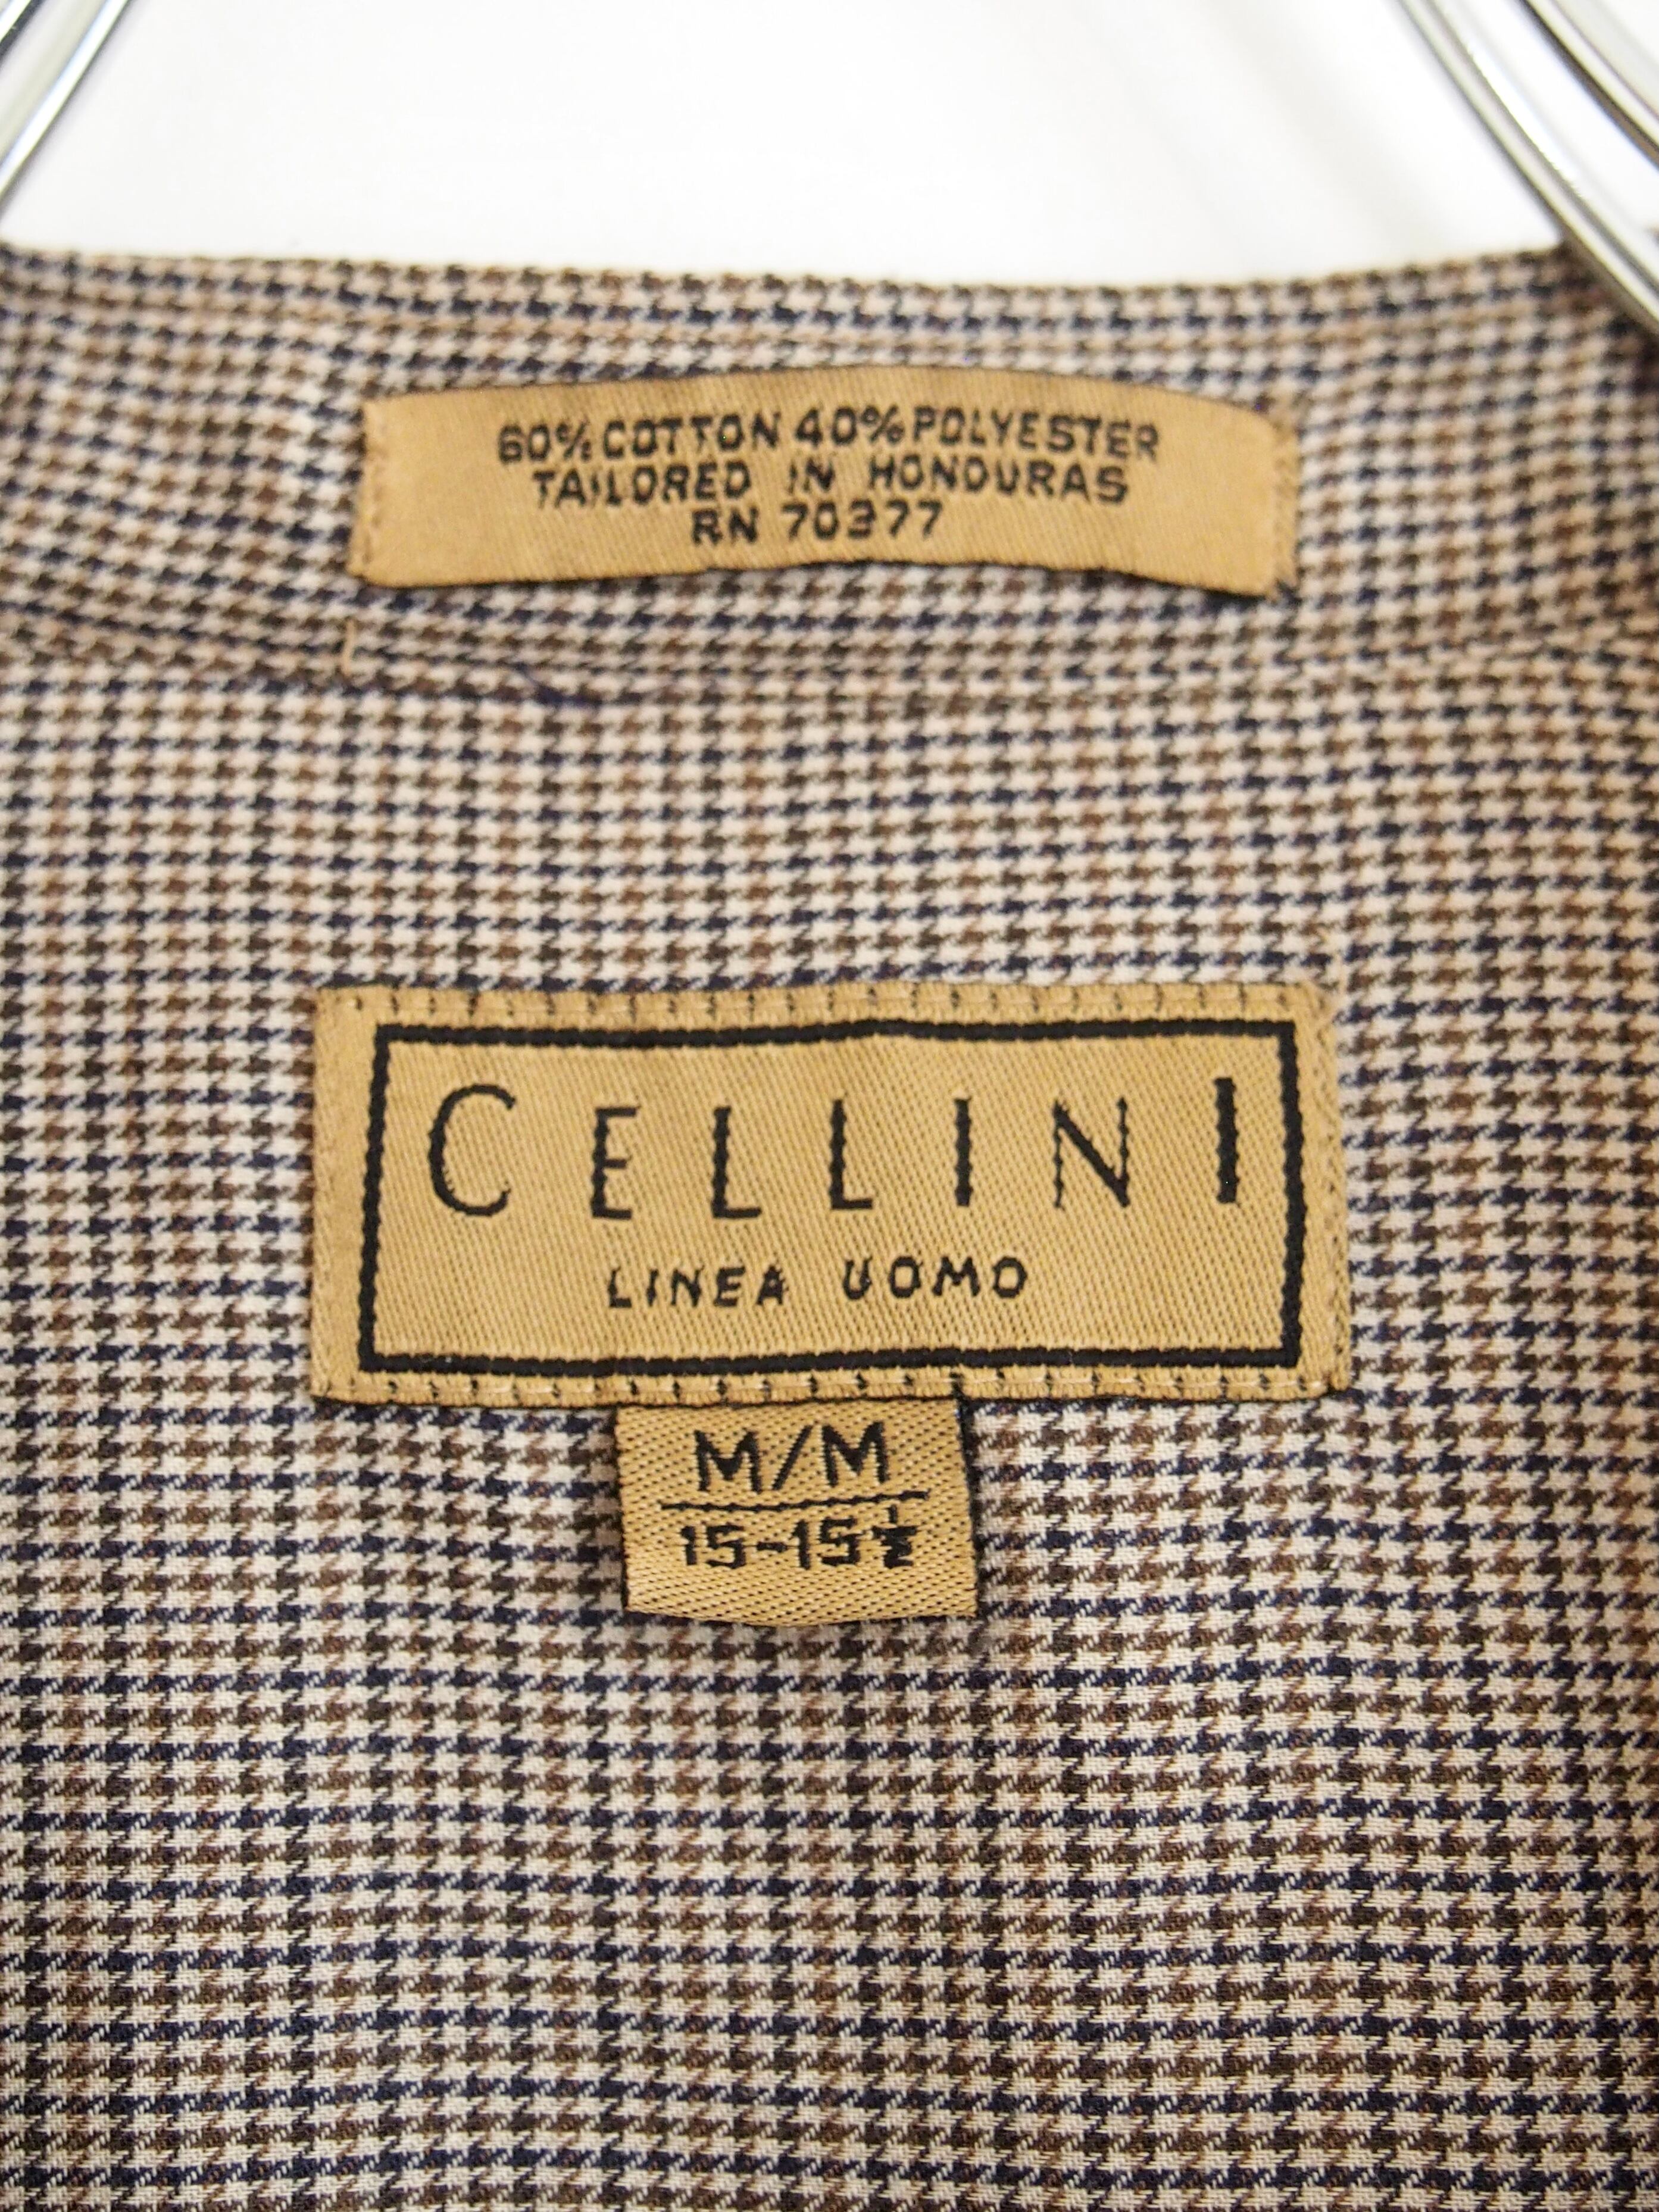 60% COTTON 40% POLYESTER
TAILORED IN HONDURAS
RN 70377
CELLINI
LINEA UOMO
M/M
15-15½